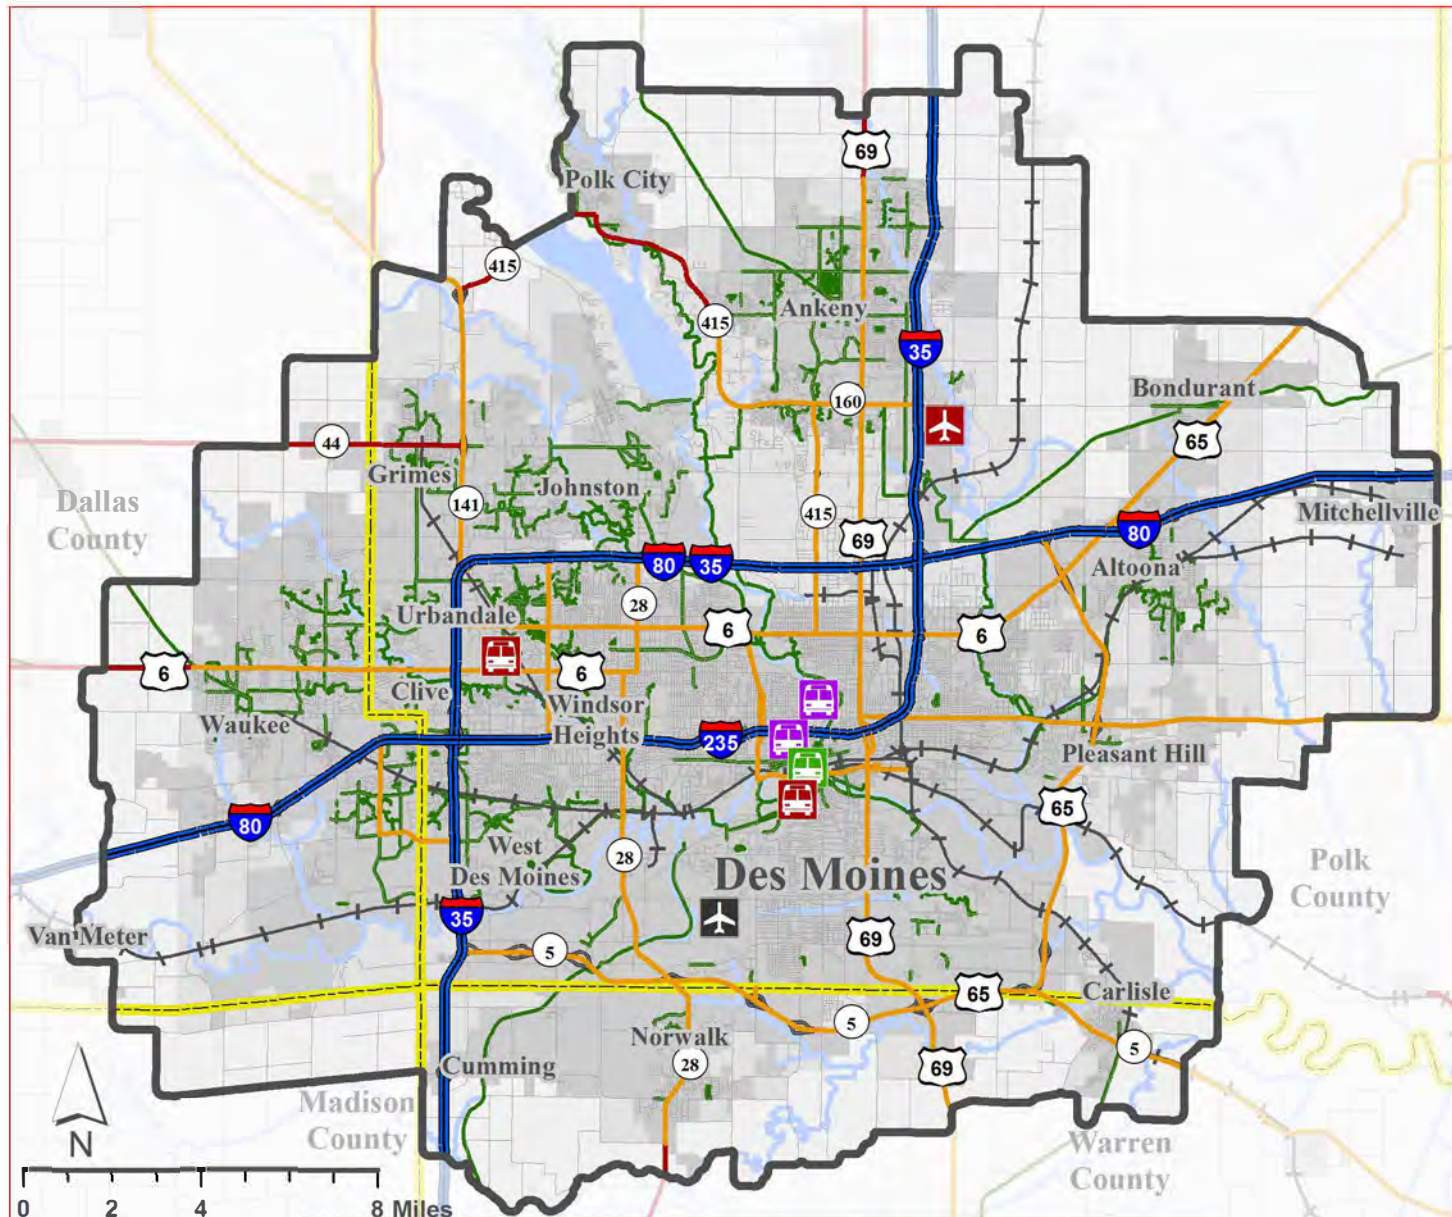 69
Polk City
415
Ankeny
415
35
160
Bondurant
65
44
Grimes
Johnston
141
415
Dallas
County
69
80
Mitchellville
80
35
Altoona
28
Urbandale
6
6
6
6
Clive
Windsor
Heights
Waukee
235
Pleasant Hill
65
80
West
Des Moines
28
Des Moines
Polk
County
35
69
Van Meter
5
65
Carlisle
5
Norwalk
28
5
69
Cumming
Madison
County
Warren
County
N
0 2 4 8 Miles